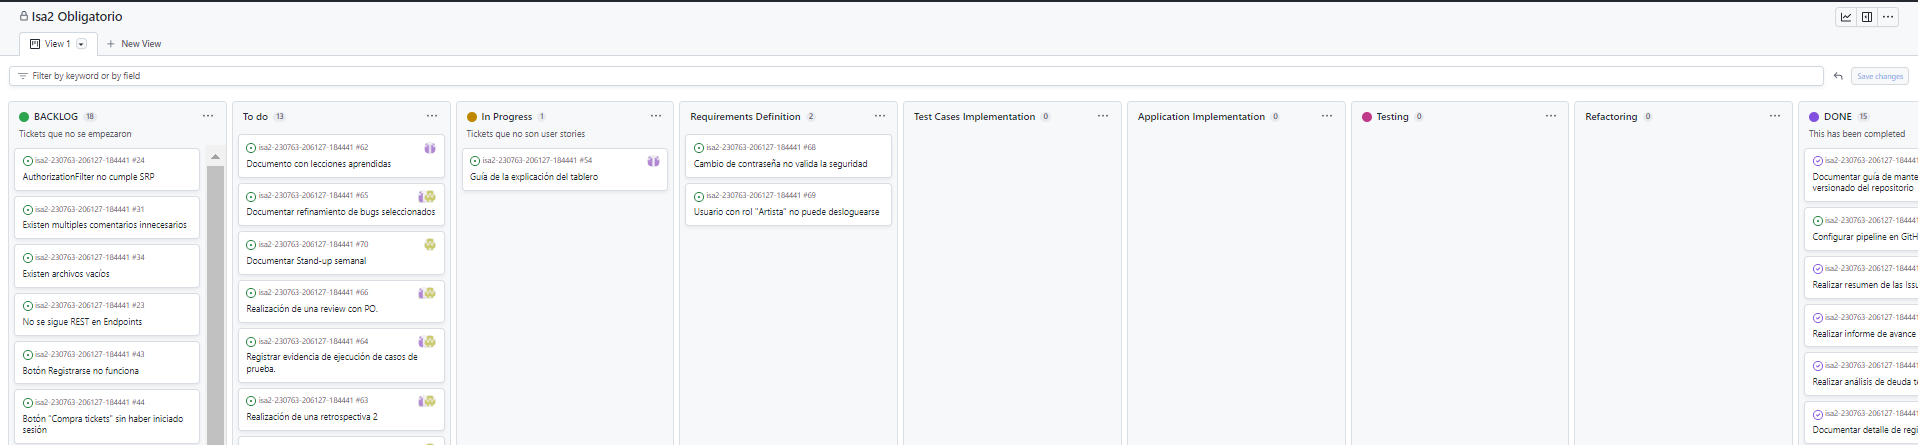 Isa2 Obligatorio
View 1
New View
Filter by keyword or by field
Save changes
BACKLOG 18
Tickets que no se empezaron
isa2-230763-206127-184441 #24
AuthorizationFilter no cumple SRP
isa2-230763-206127-184441 #31
Existen multiples comentarios innecesarios
isa2-230763-206127-184441 #34
Existen archivos vacíos
isa2-230763-206127-184441 #23
No se sigue REST en Endpoints
isa2-230763-206127-184441 #43
Botón Registrarse no funciona
isa2-230763-206127-184441 #44
Botón "Compra tickets" sin haber iniciado
sesión
To do 13
isa2-230763-206127-184441 #62
Documento con lecciones aprendidas
isa2-230763-206127-184441 #65
Documentar refinamiento de bugs seleccionados
isa2-230763-206127-184441 #70
Documentar Stand-up semanal
isa2-230763-206127-184441 #66
Realización de una review con PO.
isa2-230763-206127-184441 #64
Registrar evidencia de ejecución de casos de
prueba.
isa2-230763-206127-184441 #63
Realización de una retrospectiva 2
In Progress 1
Tickets que no son user stories
isa2-230763-206127-184441 #54
Guía de la explicación del tablero
Requirements Definition 2
isa2-230763-206127-184441 #68
Cambio de contraseña no valida la seguridad
isa2-230763-206127-184441 #69
Usuario con rol "Artista" no puede desloguearse
Test Cases Implementation 0
Application Implementation 0
Testing 0
Refactoring 0
DONE 15
This has been completed
isa2-230763-206127-184441
Documentar guía de mante
versionado del repositorio
isa2-230763-206127-184441
Configurar pipeline en GitH
isa2-230763-206127-184441
Realizar resumen de las Issu
isa2-230763-206127-184441
Realizar informe de avance
isa2-230763-206127-184441
Realizar análisis de deuda t
isa2-230763-206127-184441
Documentar detalle de regi